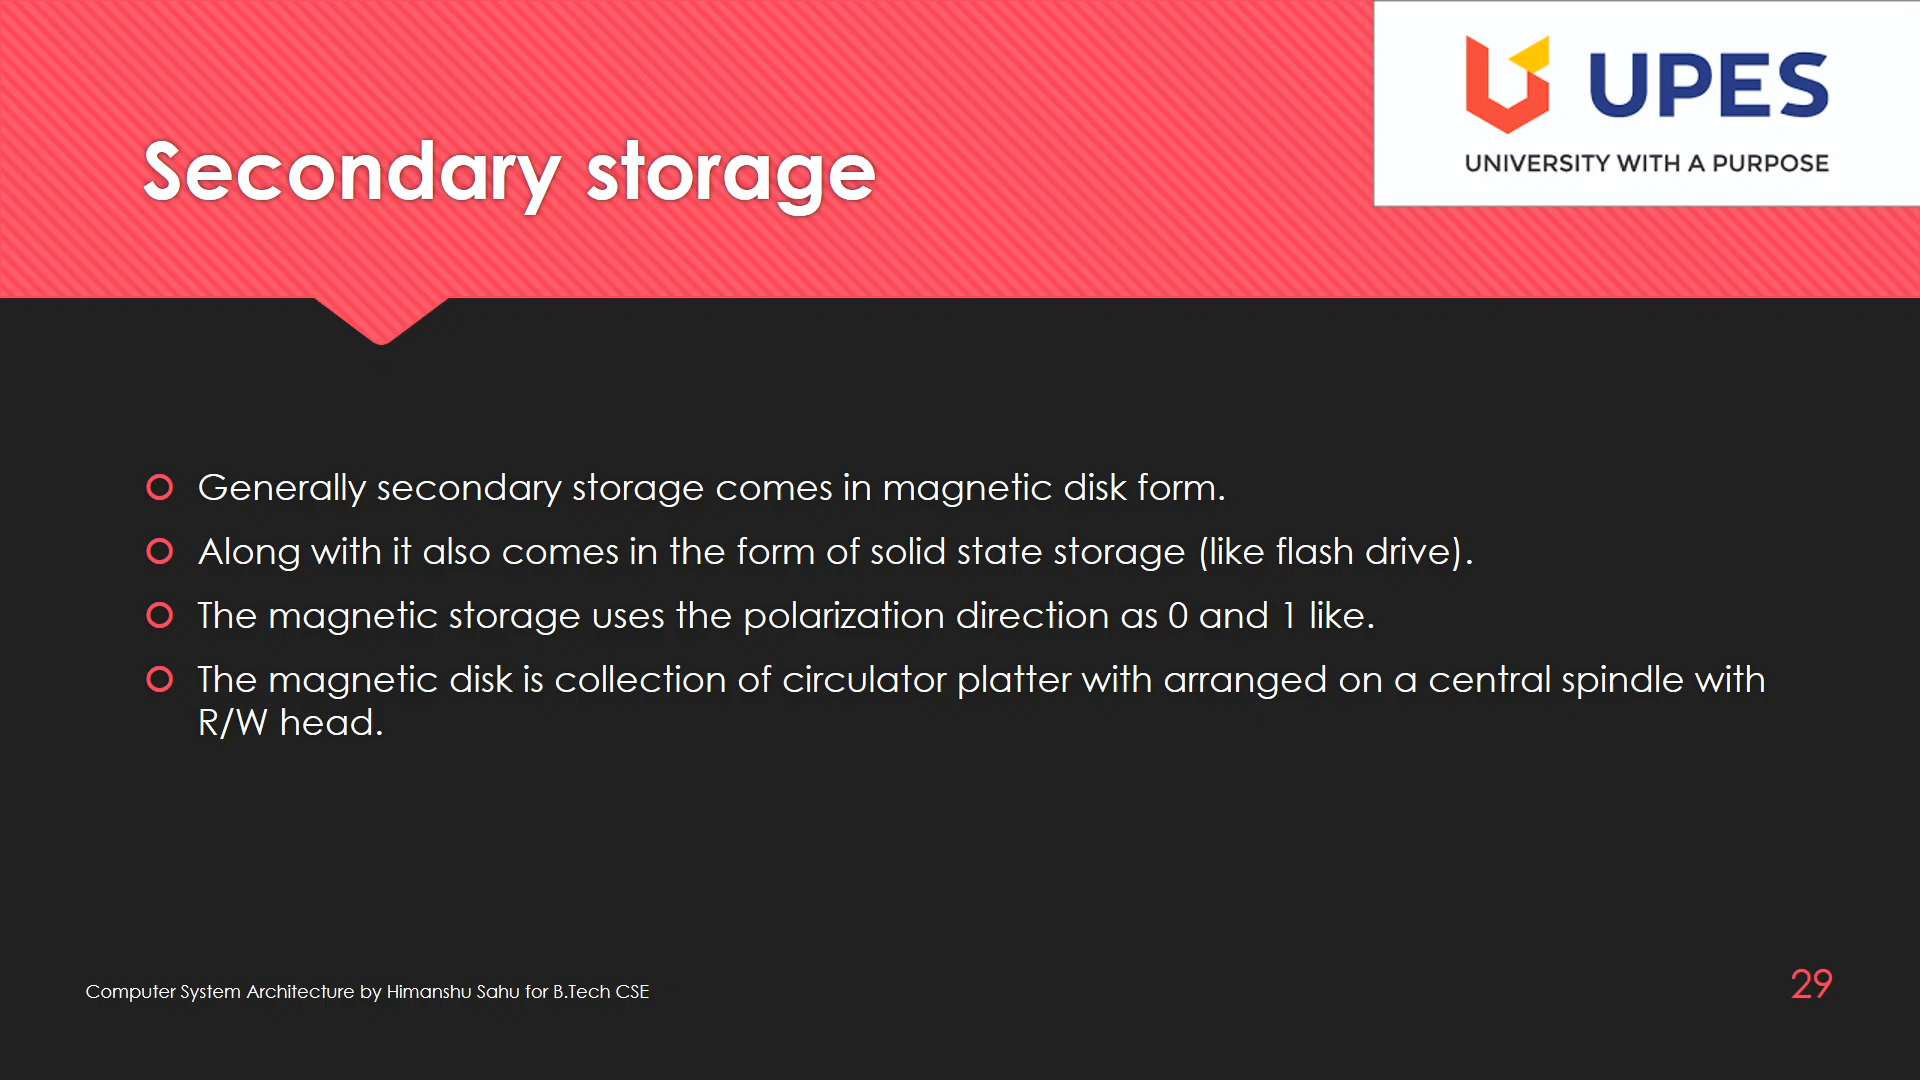 UPES
UNIVERSITY WITH A PURPOSE
Secondary storage
Generally secondary storage comes in magnetic disk form.
Along with it also comes in the form of solid state storage (like flash drive).
The magnetic storage uses the polarization direction as 0 and 1 like.
The magnetic disk is collection of circulator platter with arranged on a central spindle with
R/W head.
Computer System Architecture by Himanshu Sahu for B.Tech CSE
29